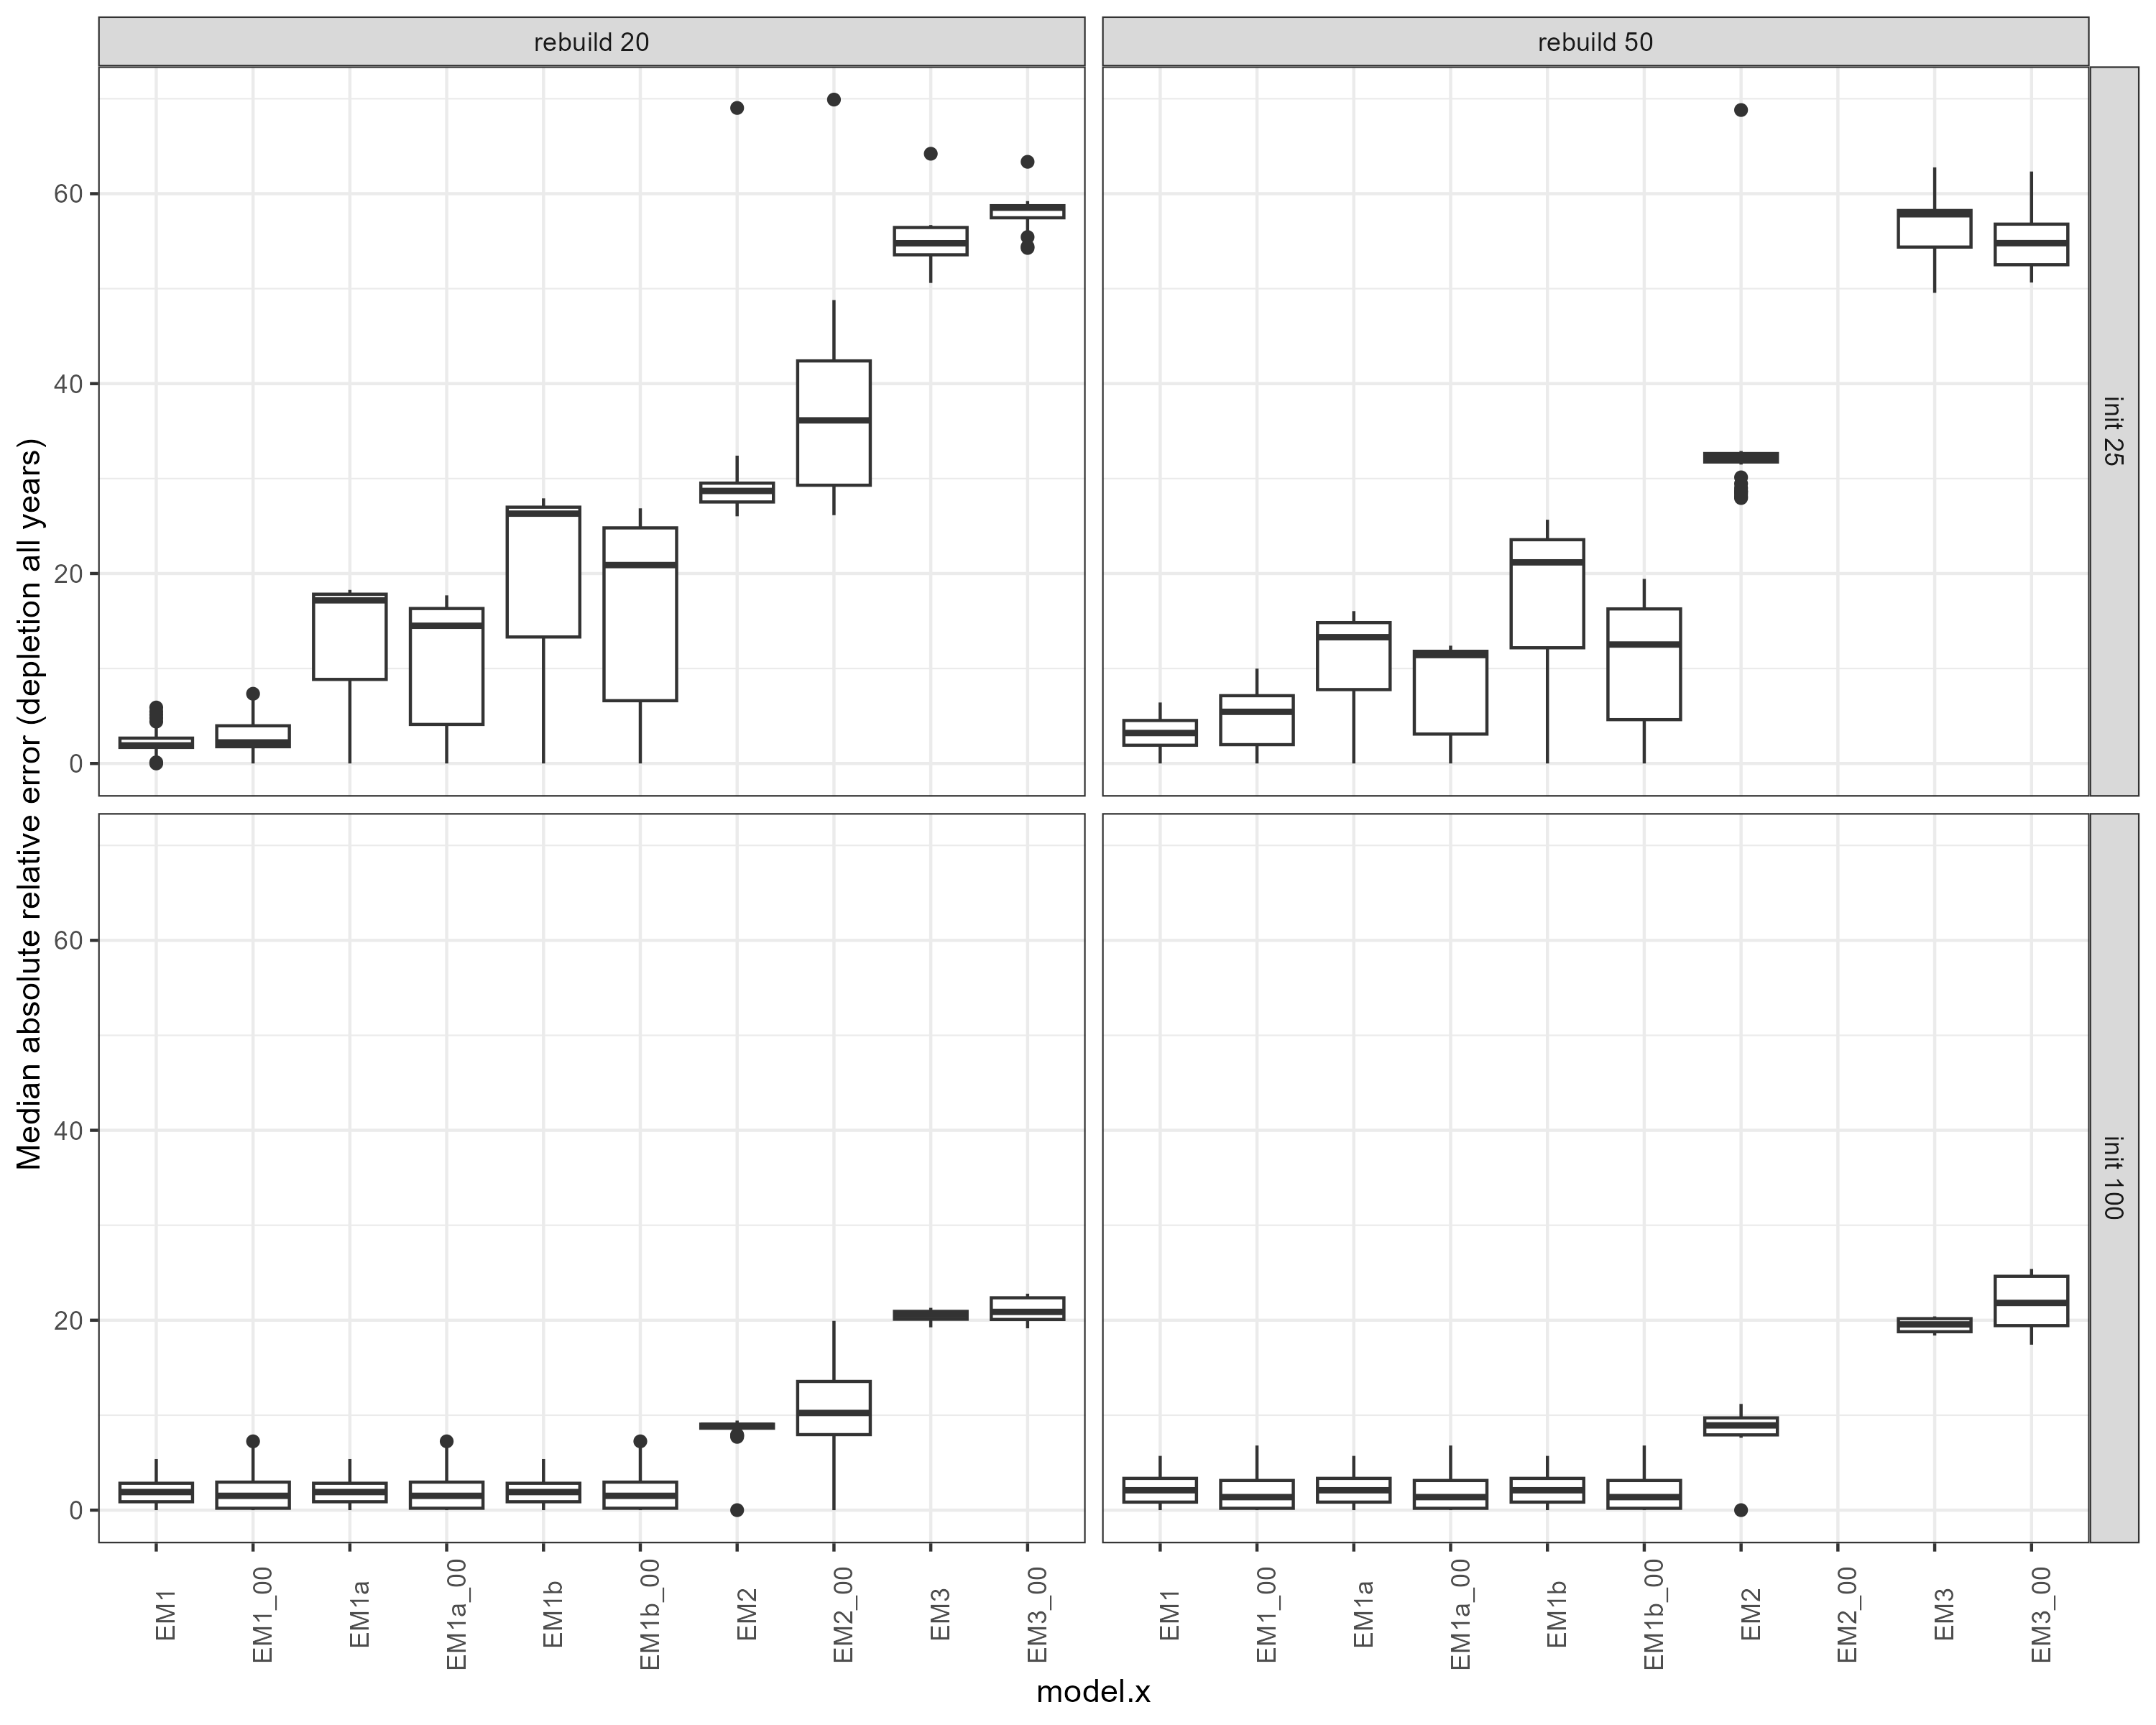 rebuild 20
rebuild 50
Median absolute relative error (depletion all years)
60
40
20
0
init 25
60
40
20
0
init 100
EM1
EM1_00
EM1a
EM1a_00
EM1b
EM1b_00
EM2
EM2_00
EM3
EM3_00
EM1
EM1_00
EM1a
EM1a_00
EM1b
EM1b_00
EM2
EM2_00
EM3
EM3_00
model.x